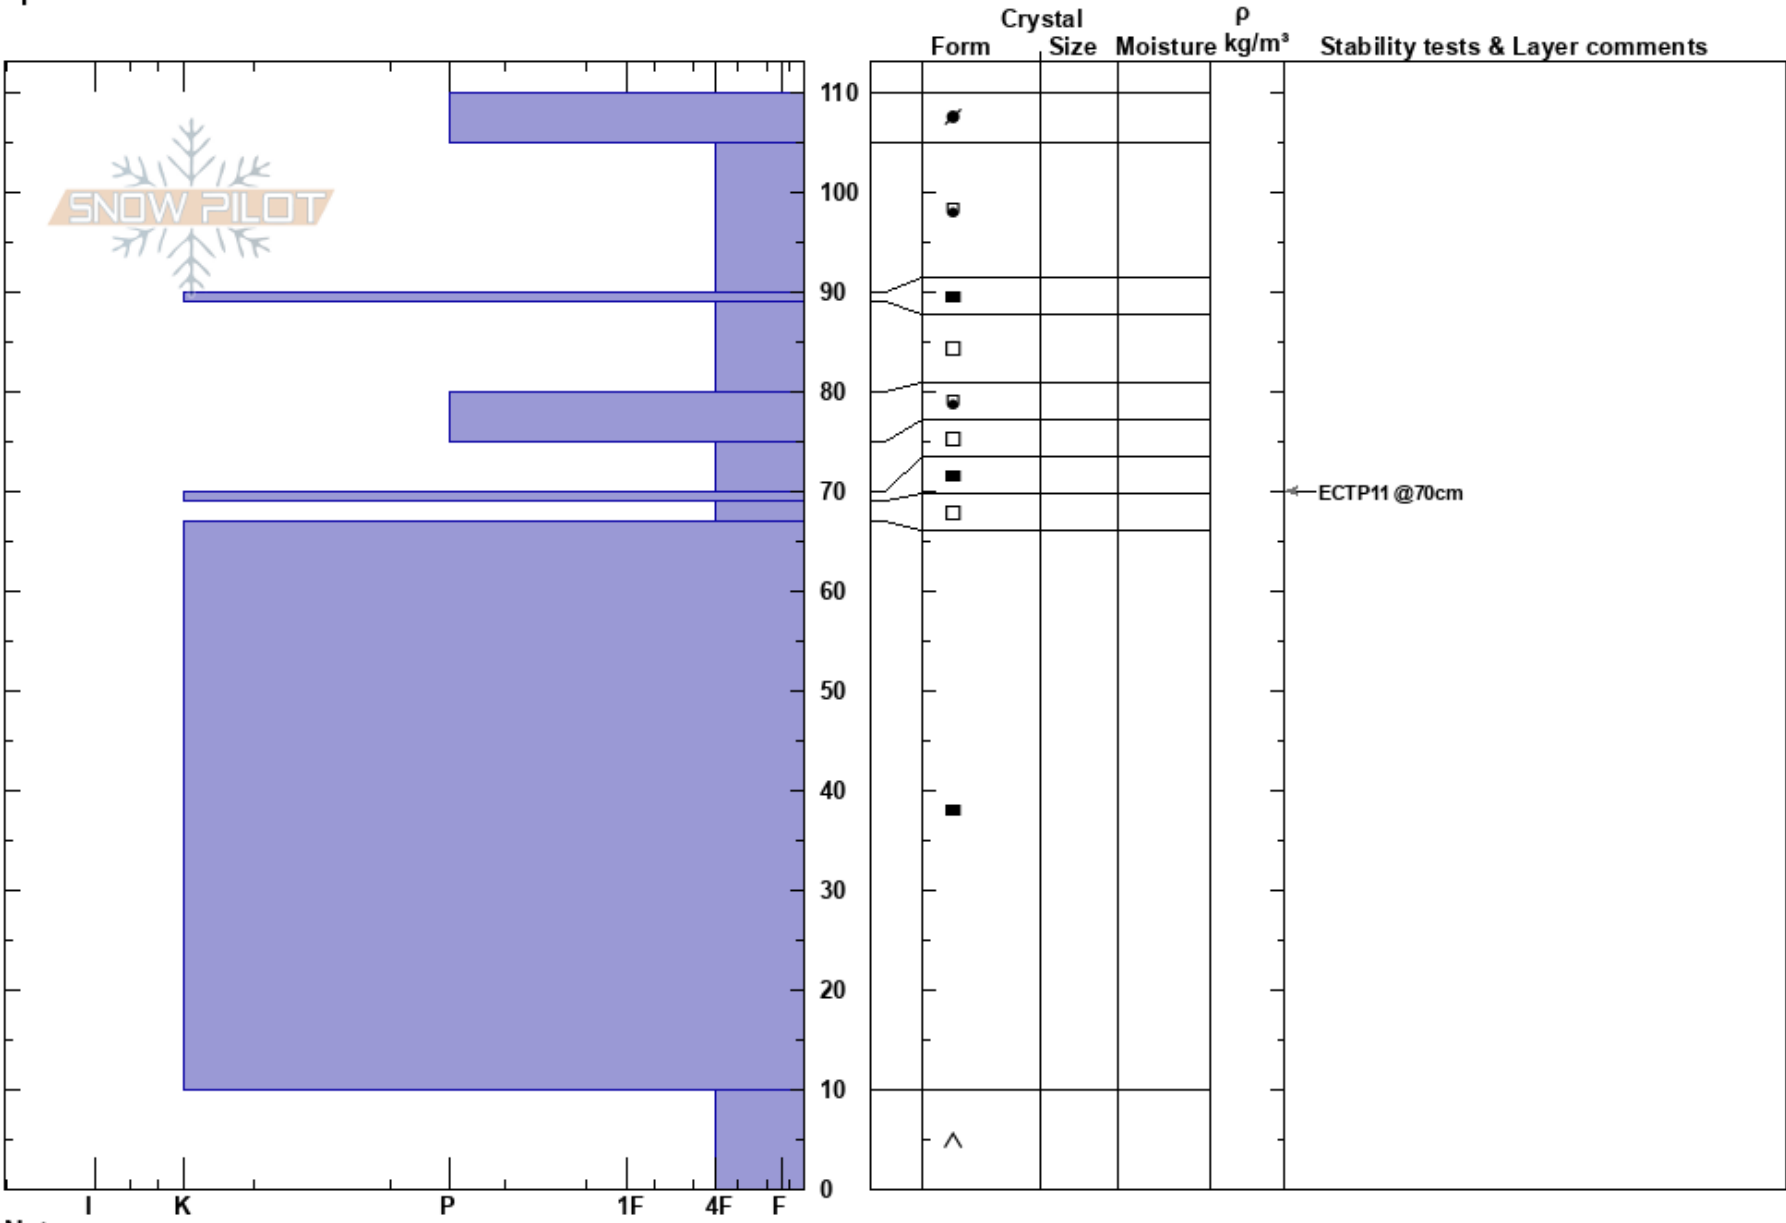 Crystal
ρ
Form Size Moisture kg/m³ Stability tests & Layer comments
SNOW PILOT
110
100
90
80
70
ECTP11 @70cm
60
50
40
30
20
10
0
I K P 1F 4F F